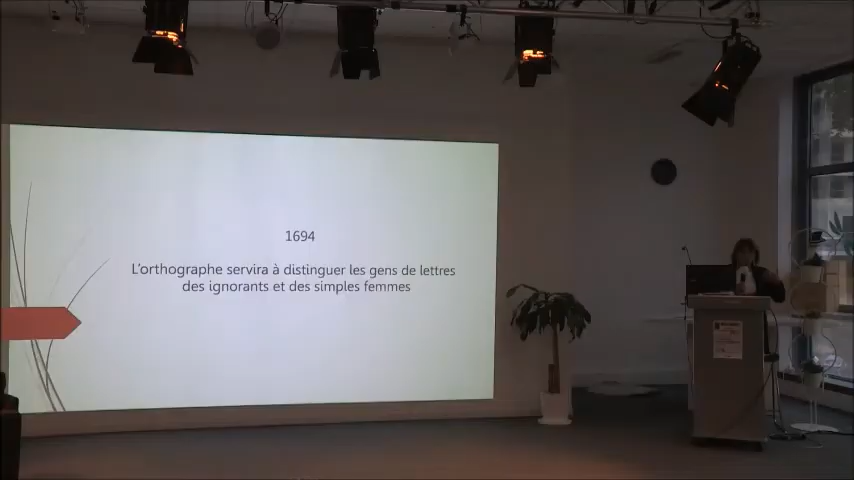 1694
L'orthographe servira à distinguer les gens de lettres
des ignorants et des simples femmes